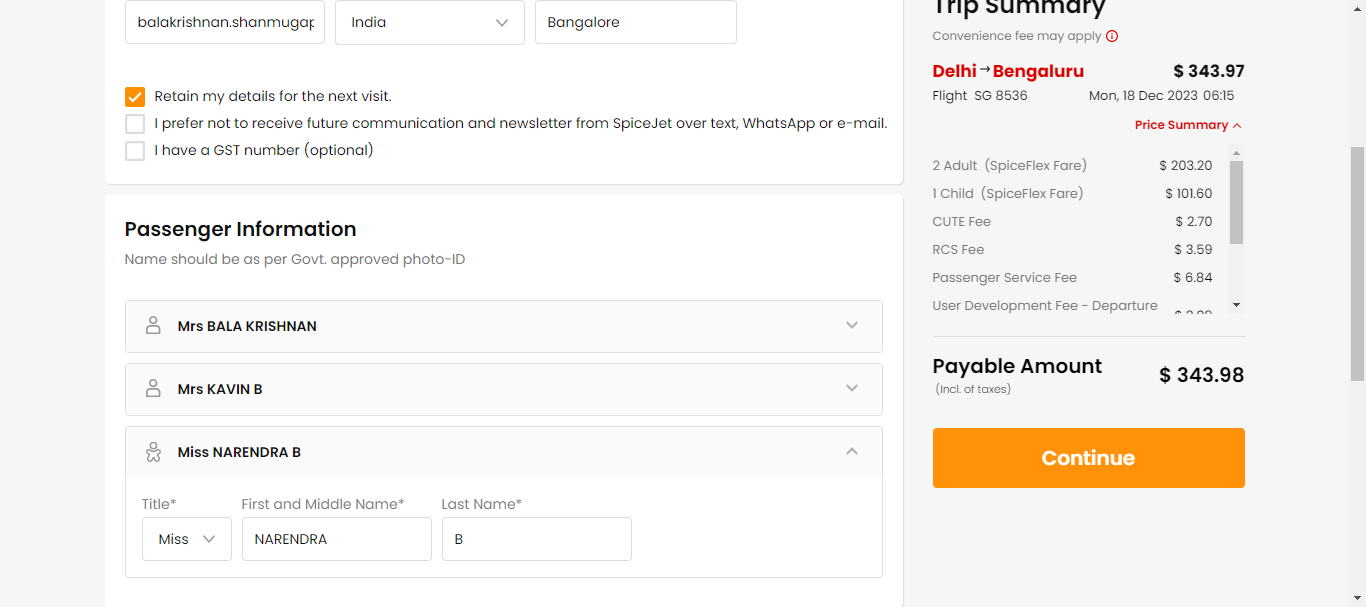 balakrishnan.shanmugap
India
Bangalore
Retain my details for the next visit.
I prefer not to receive future communication and newsletter from SpiceJet over text, WhatsApp or e-mail.
I have a GST number (optional)
Passenger Information
Name should be as per Govt. approved photo-ID
Mrs BALA KRISHNAN
Mrs KAVIN B
Miss NARENDRA B
Title* First and Middle Name* Last Name*
Miss NARENDRA B
Trip Summary
Convenience fee may apply
Delhi → Bengaluru $ 343.97
Flight SG 8536 Mon, 18 Dec 2023 06:15
Price Summary
2 Adult (SpiceFlex Fare) $ 203.20
1 Child (SpiceFlex Fare) $ 101.60
CUTE Fee $ 2.70
RCS Fee $ 3.59
Passenger Service Fee $ 6.84
User Development Fee - Departure
Payable Amount $ 343.98
(Incl. of taxes)
Continue